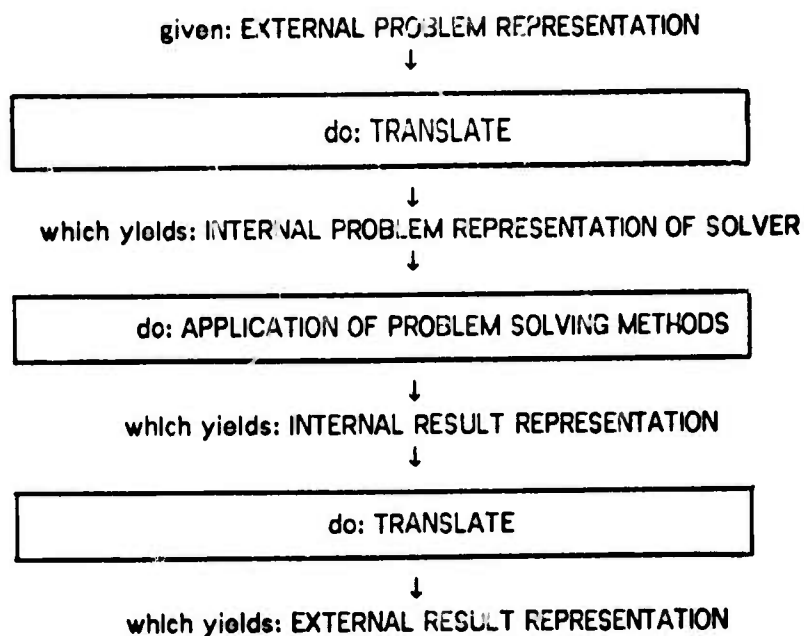 given: EXTERNAL PROBLEM REPRESENTATION
↓
do: TRANSLATE
↓
which yields: INTERNAL PROBLEM REPRESENTATION OF SOLVER
↓
do: APPLICATION OF PROBLEM SOLVING METHODS
↓
which yields: INTERNAL RESULT REPRESENTATION
↓
do: TRANSLATE
↓
which yields: EXTERNAL RESULT REPRESENTATION